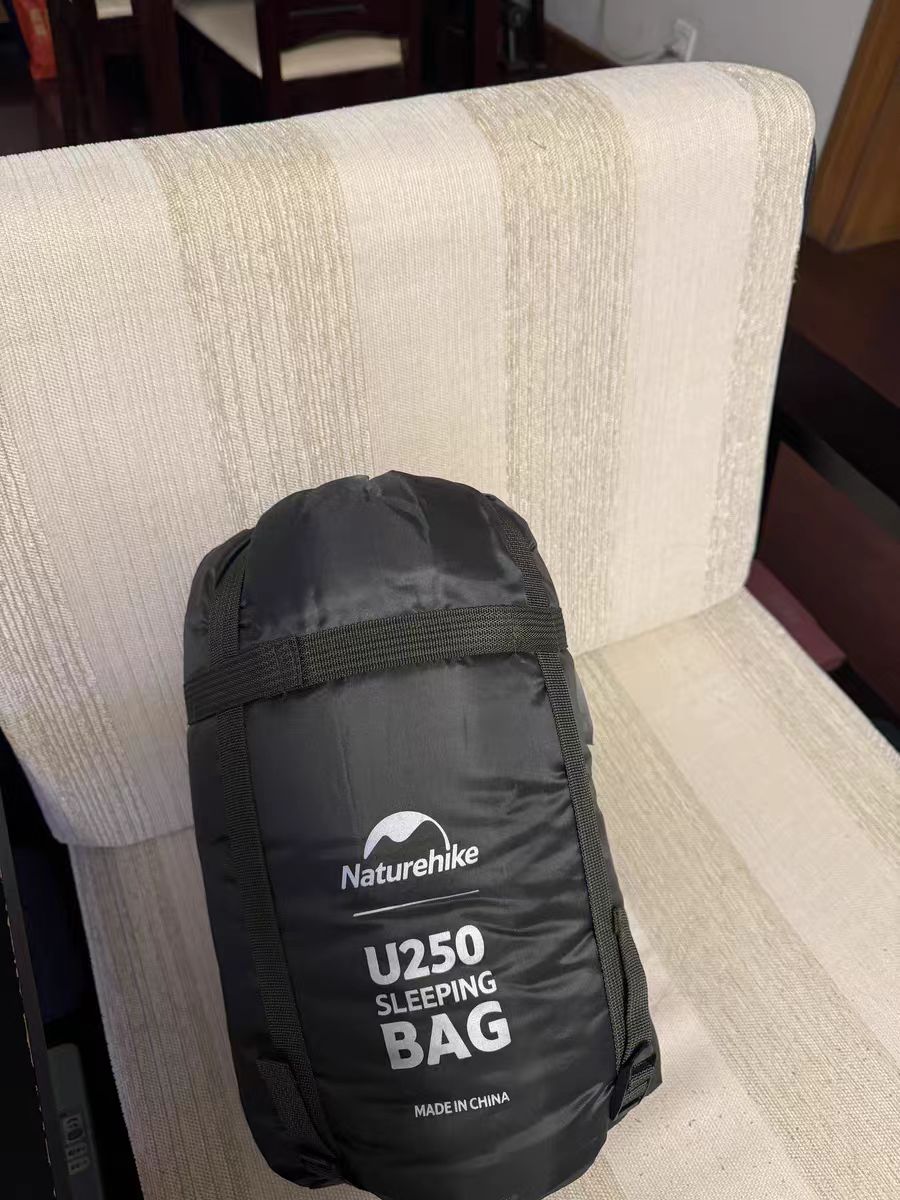 Naturehike
U250
SLEEPING
BAG
MADE IN CHINA